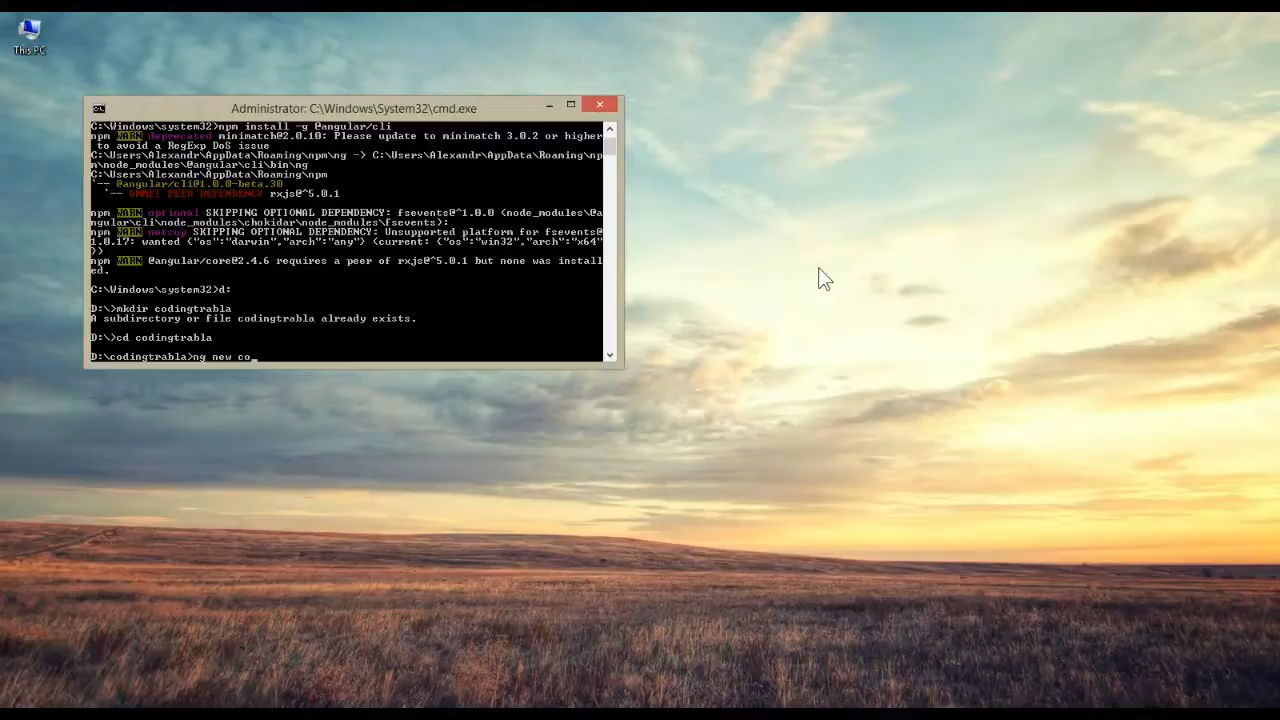 This PC
Administrator: C:\Windows\System32\cmd.exe
C:\Windows\system32>npm install -g @angular/cli
npm WARN deprecated minimatch@2.0.10: Please update to minimatch 3.0.2 or higher
 to avoid a RegExp DoS issue
C:\Users\Alexandr\AppData\Roaming\npm\ng -> C:\Users\Alexandr\AppData\Roaming\np
m\node_modules\@angular\cli\bin\ng
C:\Users\Alexandr\AppData\Roaming\npm
`-- @angular/cli@1.0.0-beta.30
  `-- UNMET PEER DEPENDENCY rxjs@^5.0.1
npm WARN optional SKIPPING OPTIONAL DEPENDENCY: fsevents@^1.0.0 (node_modules\@a
ngular\cli\node_modules\chokidar\node_modules\fsevents):
npm WARN notsup SKIPPING OPTIONAL DEPENDENCY: Unsupported platform for fsevents@
1.0.17: wanted {"os":"darwin","arch":"any"} (current: {"os":"win32","arch":"x64"
})
npm WARN @angular/core@2.4.6 requires a peer of rxjs@^5.0.1 but none was install
ed.
C:\Windows\system32>d:
D:\>mkdir codingtrabla
A subdirectory or file codingtrabla already exists.
D:\>cd codingtrabla
D:\codingtrabla>ng new co_